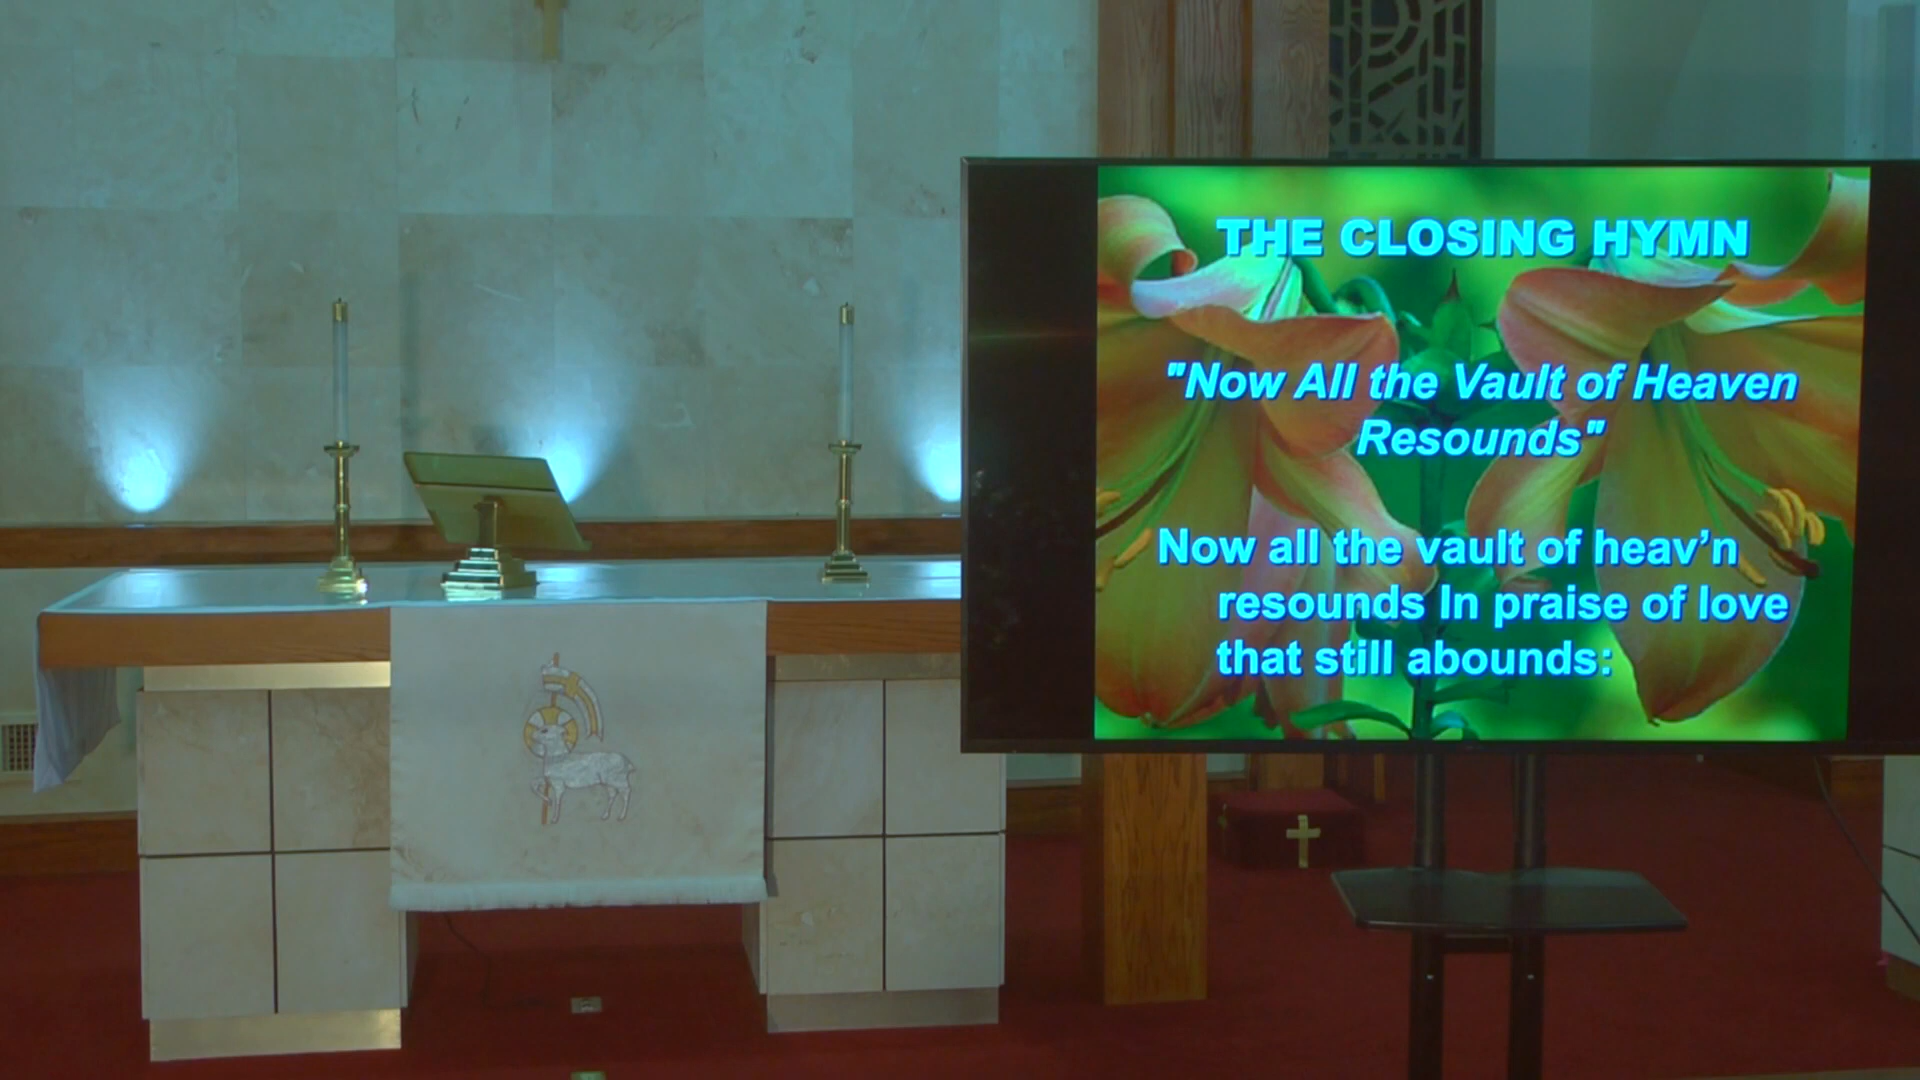 THE CLOSING HYMN
"Now All the Vault of Heaven
Resounds"
Now all the vault of heav’n
resounds In praise of love
that still abounds: